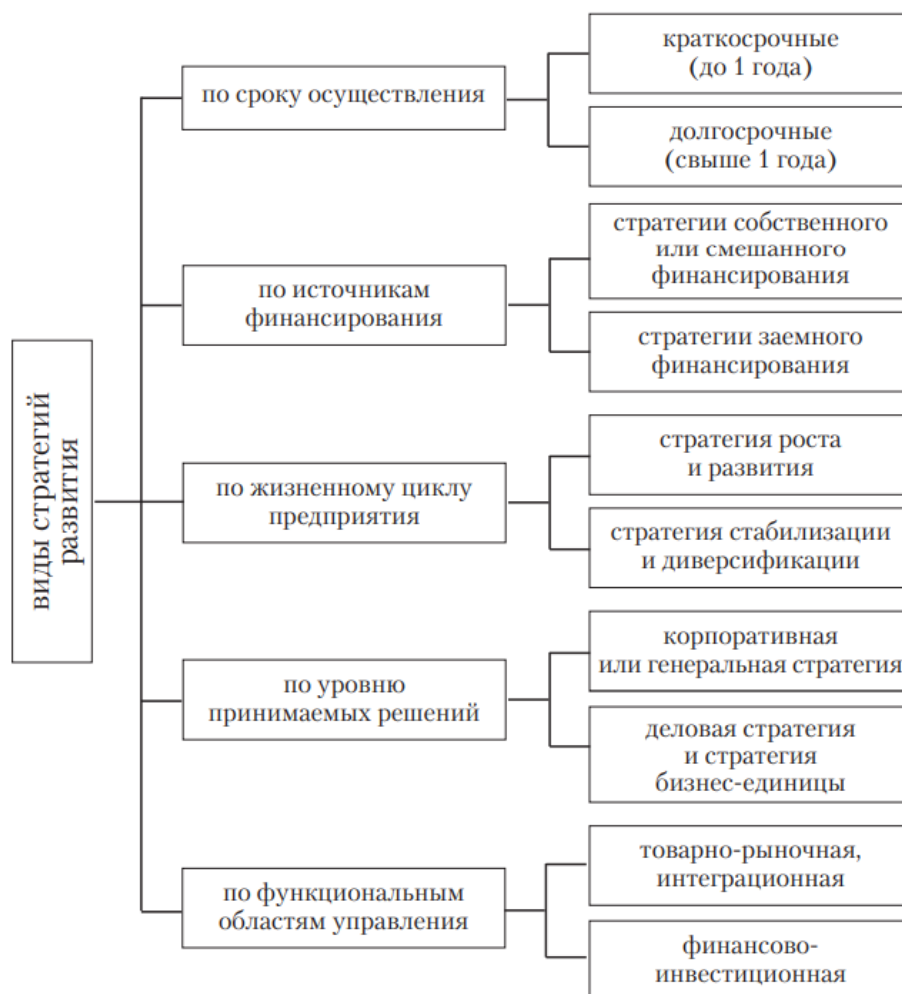 виды стратегий
развития
по сроку осуществления
краткосрочные
(до 1 года)
долгосрочные
(свыше 1 года)
по источникам
финансирования
стратегии собственного
или смешанного
финансирования
стратегии заемного
финансирования
по жизненному циклу
предприятия
стратегия роста
и развития
стратегия стабилизации
и диверсификации
по уровню
принимаемых решений
корпоративная
или генеральная стратегия
деловая стратегия
и стратегия
бизнес-единицы
по функциональным
областям управления
товарно-рыночная,
интеграционная
финансово-
инвестиционная